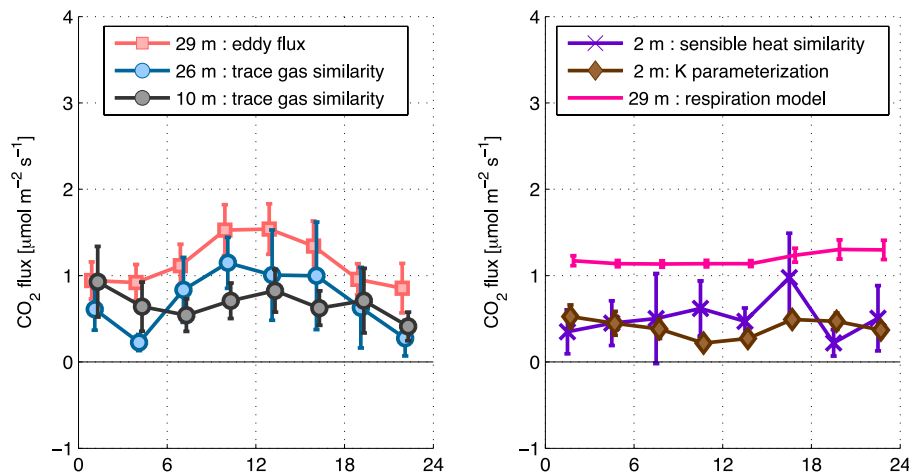 4
3
2
1
0
−1
CO2 flux [μmol m−2 s−1]
29 m : eddy flux
26 m : trace gas similarity
10 m : trace gas similarity
0 6 12 18 24
4
3
2
1
0
−1
CO2 flux [μmol m−2 s−1]
2 m : sensible heat similarity
2 m: K parameterization
29 m : respiration model
0 6 12 18 24